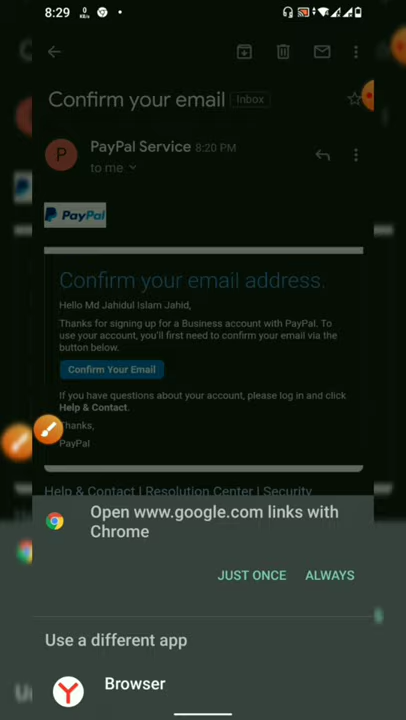 8:29
0
KB/s
Confirm your email Inbox
P
PayPal Service 8:20 PM
to me
PayPal
Confirm your email address.
Hello Md Jahidul Islam Jahid,
Thanks for signing up for a Business account with PayPal. To
use your account, you'll first need to confirm your email via the
button below.
Confirm Your Email
If you have questions about your account, please log in and click
Help & Contact.
Thanks,
PayPal
Help & Contact | Resolution Center | Security
Open www.google.com links with
Chrome
JUST ONCE ALWAYS
Use a different app
Browser